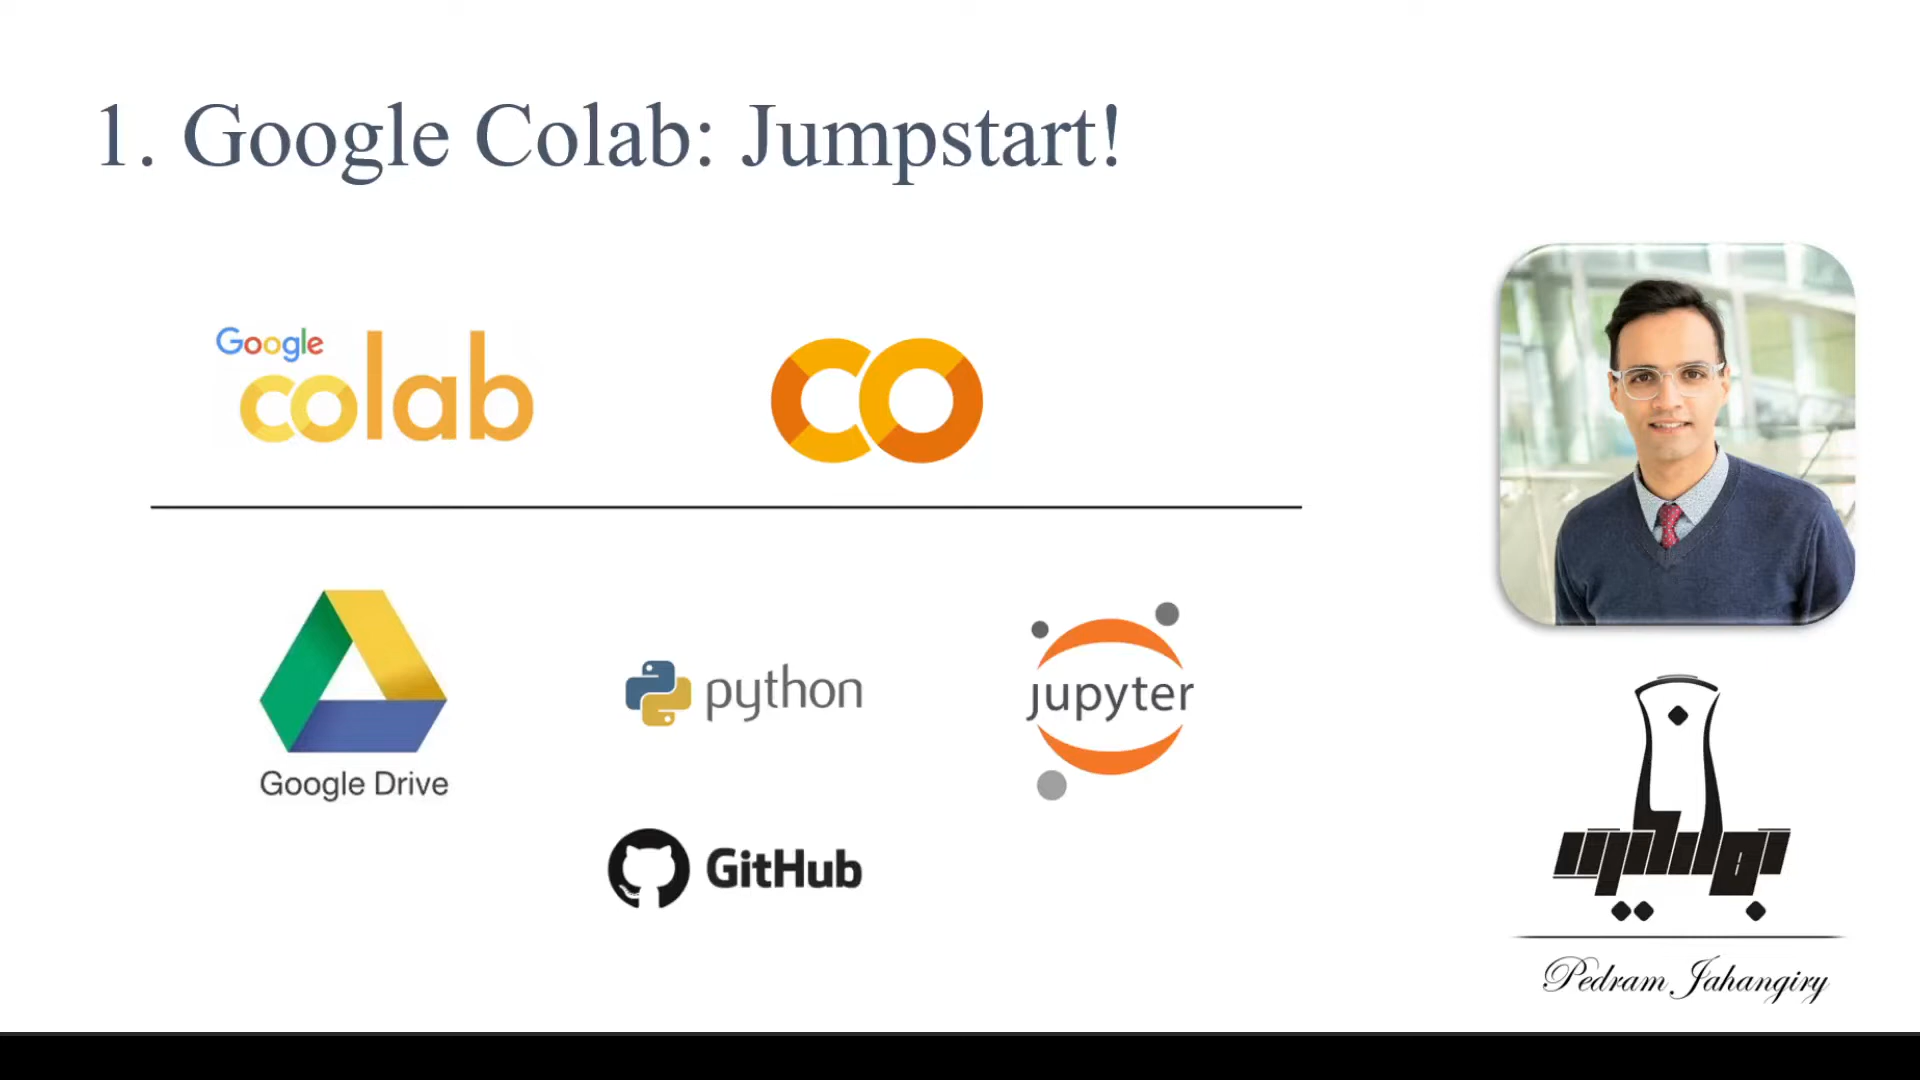 1. Google Colab: Jumpstart!
Google
colab
CO
Google Drive
python
jupyter
GitHub
Pedram Jahangiry